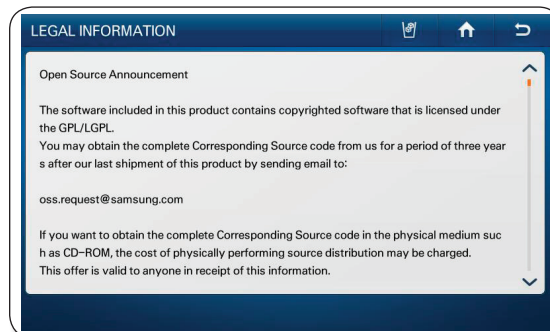 LEGAL INFORMATION
Open Source Announcement
The software included in this product contains copyrighted software that is licensed under
the GPL/LGPL.
You may obtain the complete Corresponding Source code from us for a period of three year
s after our last shipment of this product by sending email to:
oss.request@samsung.com
If you want to obtain the complete Corresponding Source code in the physical medium suc
h as CD-ROM, the cost of physically performing source distribution may be charged.
This offer is valid to anyone in receipt of this information.